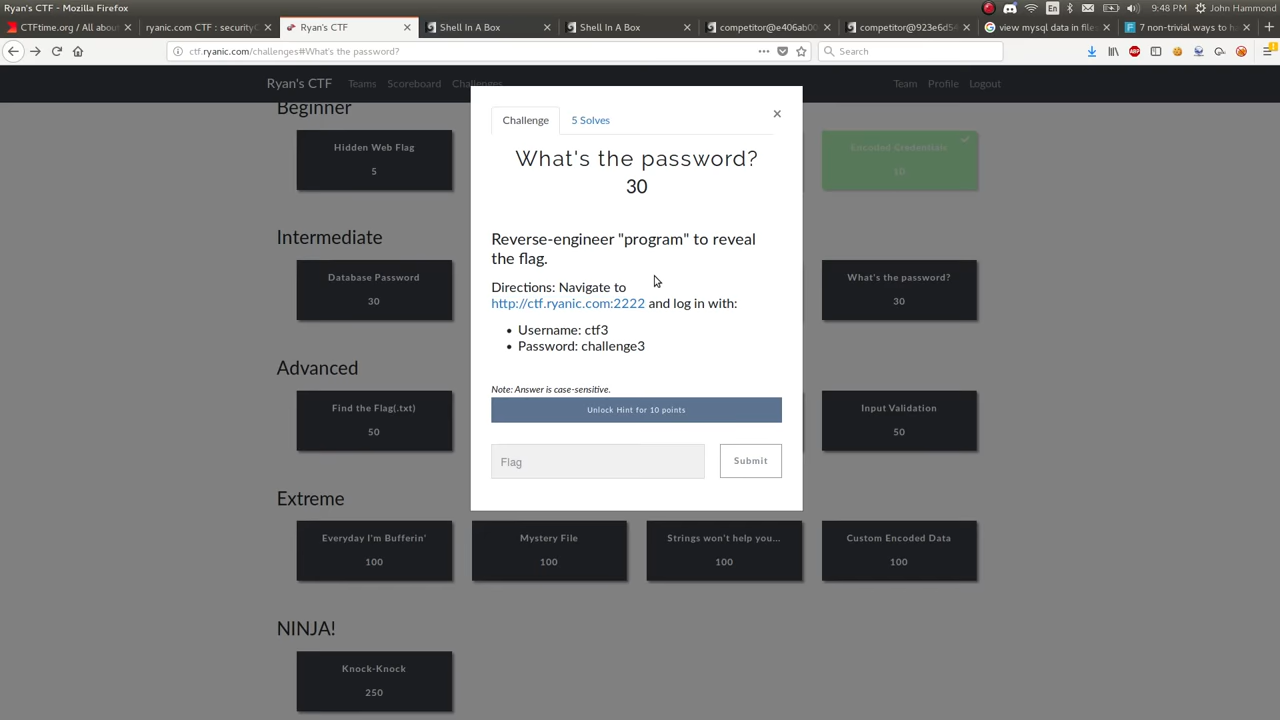 Ryan's CTF - Mozilla Firefox
En
9:48 PM
John Hammond
CTFtime.org / All abou
ryanic.com CTF : securityC
Ryan's CTF
Shell In A Box
Shell In A Box
competitor@e406ab0
competitor@923e6d54
view mysql data in files
7 non-trivial ways to ha
ctf.ryanic.com/challenges#What's the password?
Search
Ryan's CTF
Teams
Scoreboard
Challenges
Team
Profile
Logout
Beginner
Hidden Web Flag
5
Encoded Credentials
10
Intermediate
Database Password
30
What's the password?
30
Advanced
Find the Flag(.txt)
50
Input Validation
50
Extreme
Everyday I'm Bufferin'
100
Mystery File
100
Strings won't help you...
100
Custom Encoded Data
100
NINJA!
Knock-Knock
250
Challenge
5 Solves
×
What's the password?
30
Reverse-engineer "program" to reveal
the flag.
Directions: Navigate to
http://ctf.ryanic.com:2222 and log in with:
• Username: ctf3
• Password: challenge3
Note: Answer is case-sensitive.
Unlock Hint for 10 points
Flag
Submit